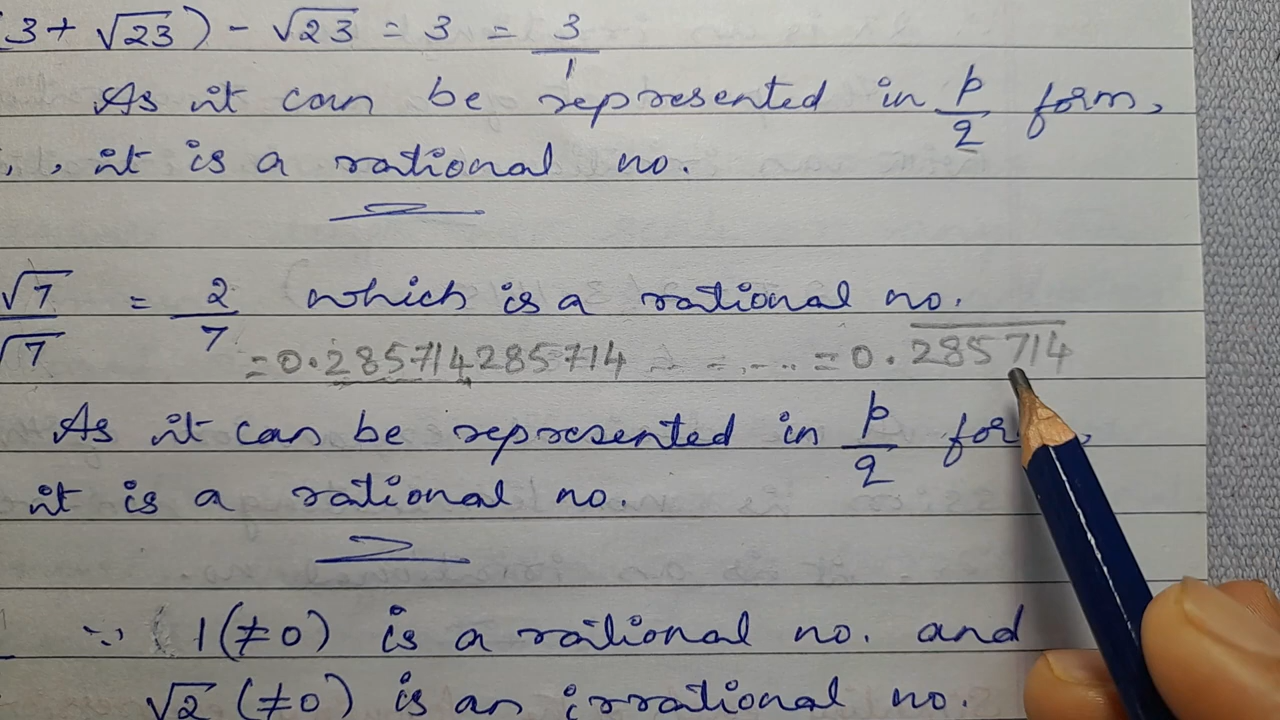 3 + √23) - √23 = 3 = 3/1
As it can be represented in p/q form,
it is a rational no.
√7/√7 = 2/7 which is a rational no.
= 0.285714285714 ...... = 0.285714
As it can be represented in p/q form,
it is a rational no.
∵ 1(≠0) is a rational no. and
√2 (≠0) is an irrational no.